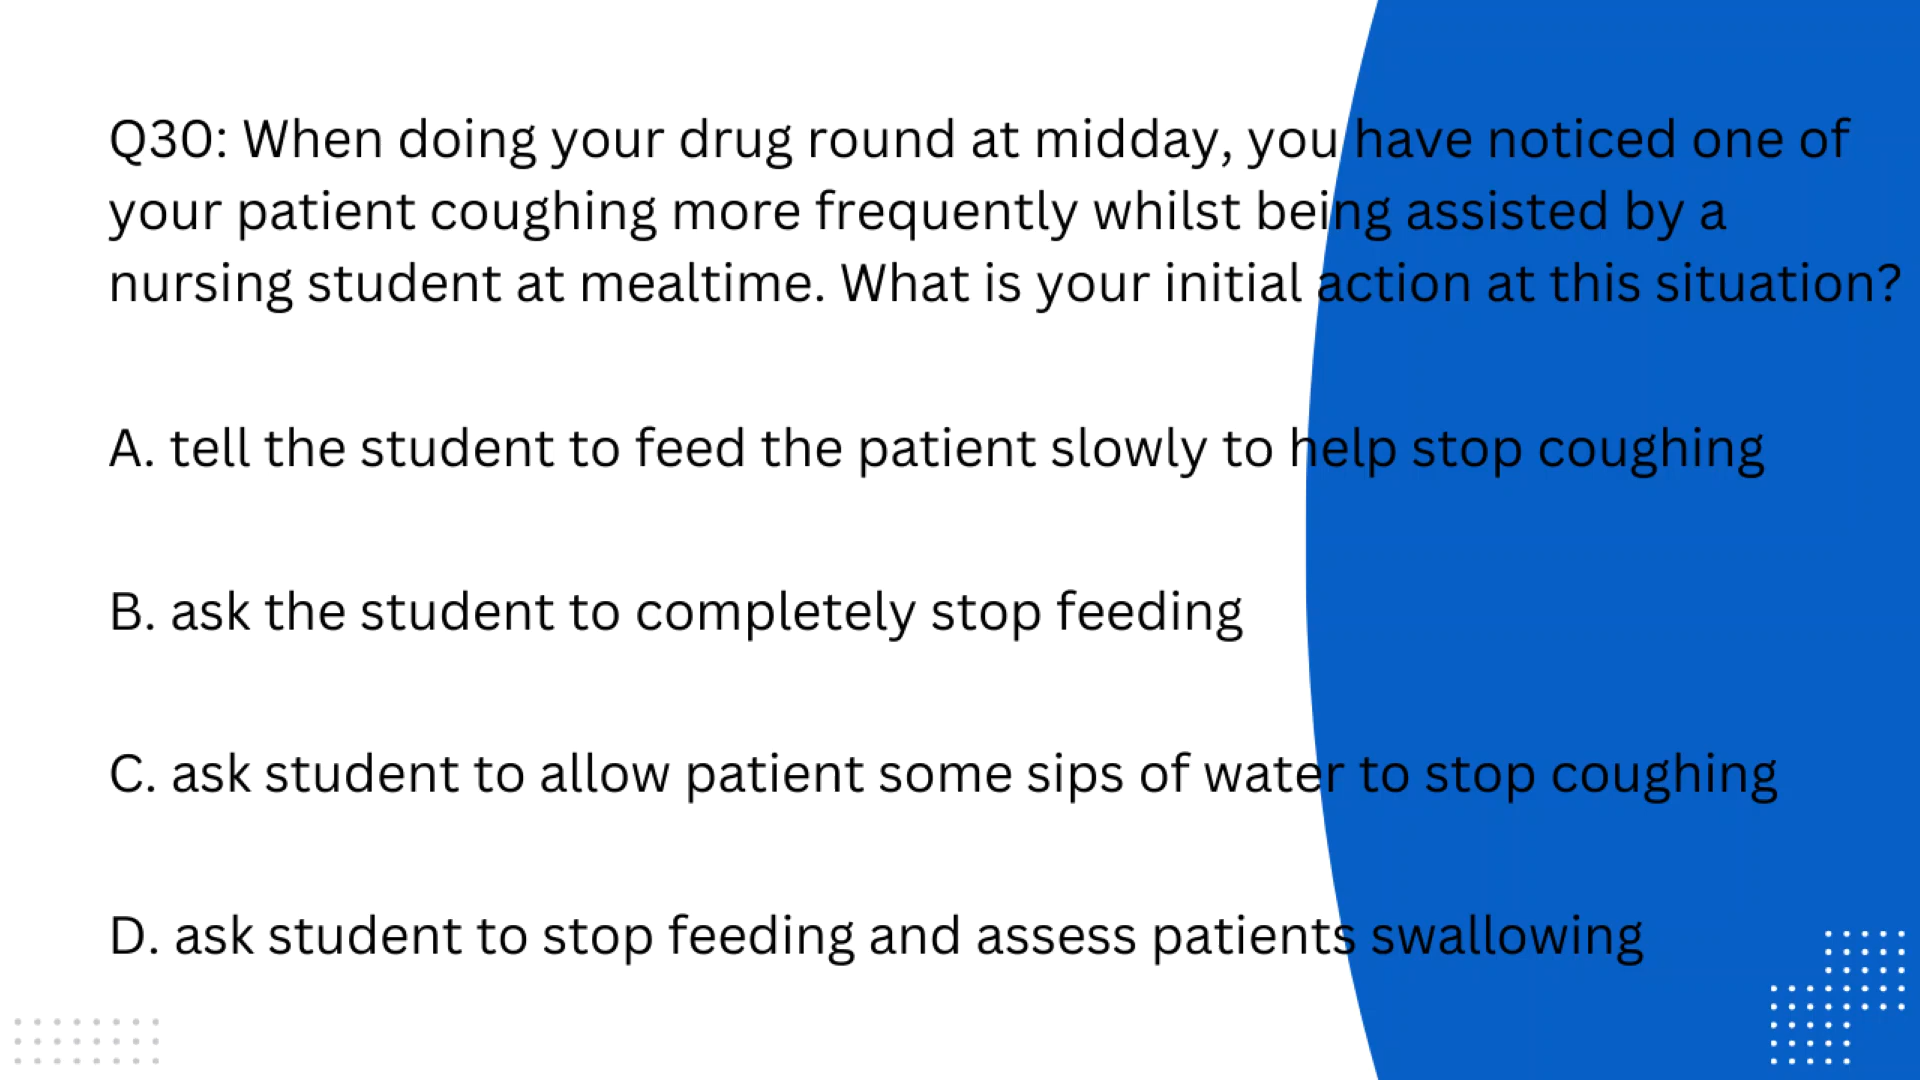 Q30: When doing your drug round at midday, you have noticed one of
your patient coughing more frequently whilst being assisted by a
nursing student at mealtime. What is your initial action at this situation?
A. tell the student to feed the patient slowly to help stop coughing
B. ask the student to completely stop feeding
C. ask student to allow patient some sips of water to stop coughing
D. ask student to stop feeding and assess patients swallowing